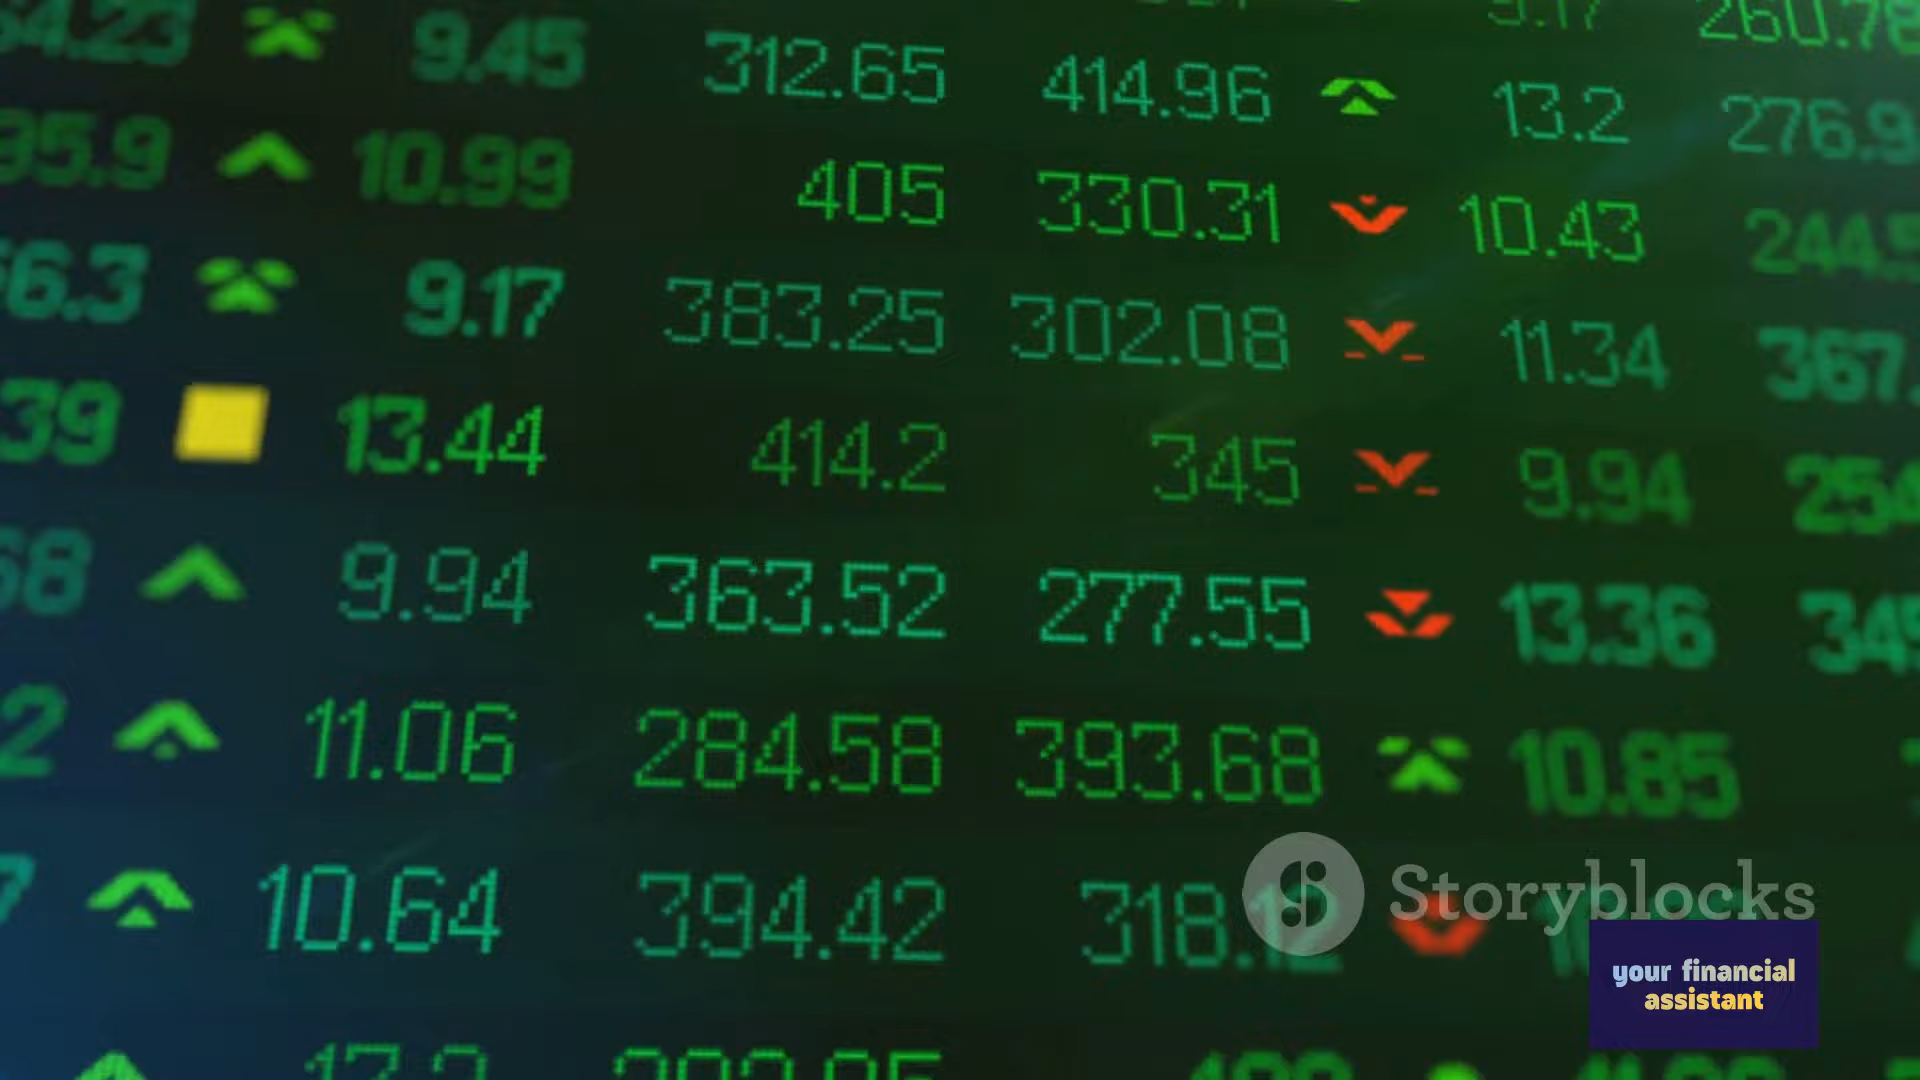 9.45 312.65 414.96 13.2
10.99 405 330.31 10.43
9.17 383.25 302.08 11.34
13.44 414.2 345 9.94
9.94 363.52 277.55 13.36
11.06 284.58 393.68 10.85
10.64 394.42 318.12
Storyblocks
your financial
assistant